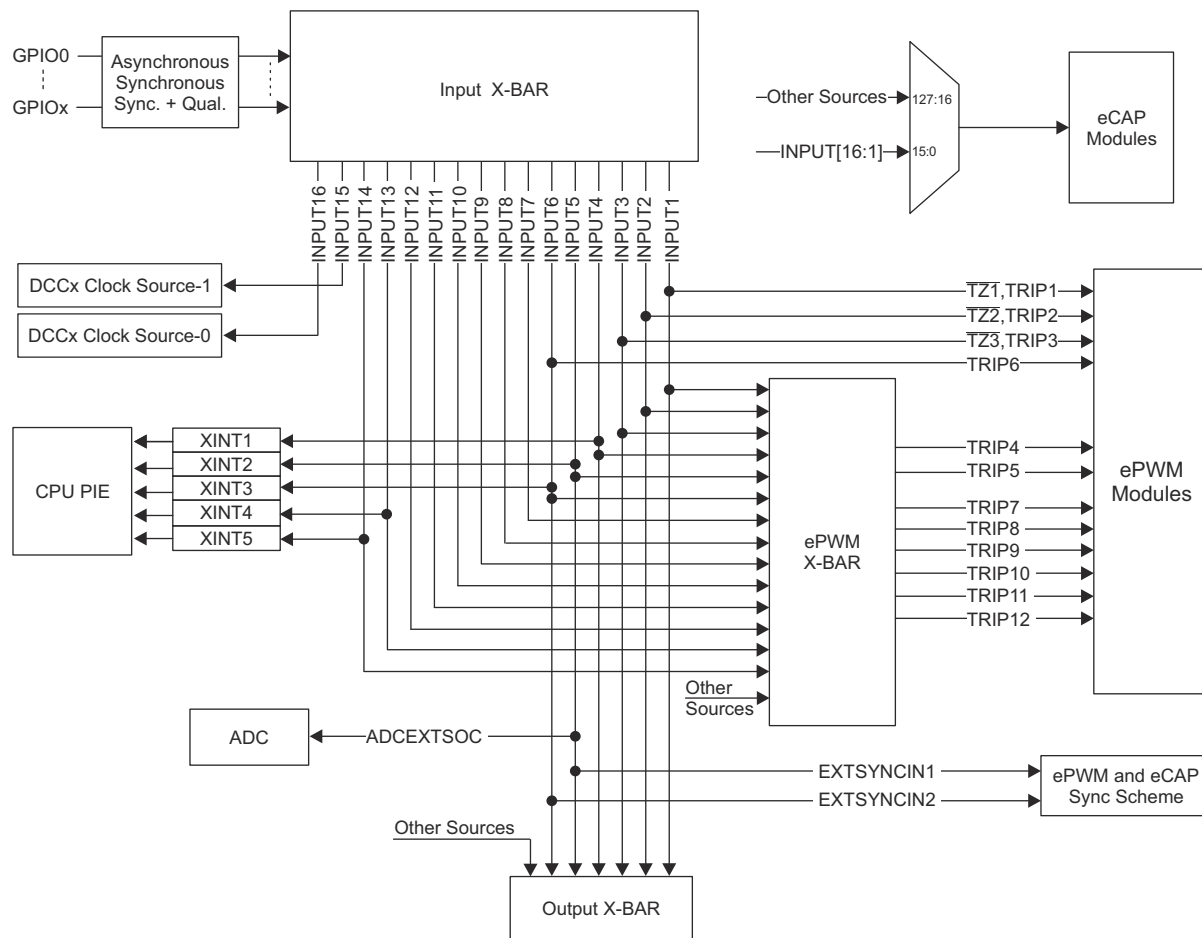 GPIO0
GPIOx
Asynchronous
Synchronous
Sync. + Qual.
Input X-BAR
Other Sources
127:16
INPUT[16:1]
15:0
eCAP
Modules
INPUT16
INPUT15
INPUT14
INPUT13
INPUT12
INPUT11
INPUT10
INPUT9
INPUT8
INPUT7
INPUT6
INPUT5
INPUT4
INPUT3
INPUT2
INPUT1
DCCx Clock Source-1
DCCx Clock Source-0
TZ1,TRIP1
TZ2,TRIP2
TZ3,TRIP3
TRIP6
CPU PIE
XINT1
XINT2
XINT3
XINT4
XINT5
ePWM
X-BAR
TRIP4
TRIP5
TRIP7
TRIP8
TRIP9
TRIP10
TRIP11
TRIP12
ePWM
Modules
Other
Sources
ADC
ADCEXTSOC
EXTSYNCIN1
EXTSYNCIN2
ePWM and eCAP
Sync Scheme
Other Sources
Output X-BAR